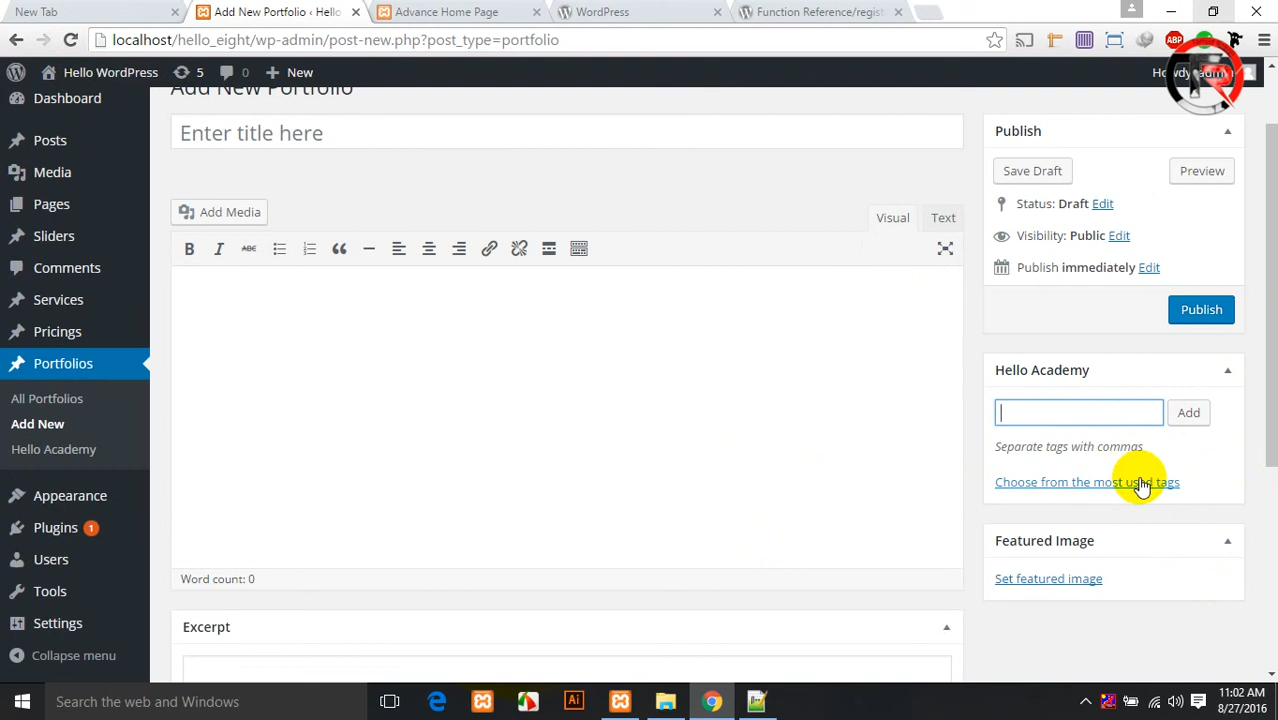 New Tab
Add New Portfolio ‹ Hello
Advance Home Page
WordPress
Function Reference/regist
localhost/hello_eight/wp-admin/post-new.php?post_type=portfolio
ABP
Hello WordPress
5
0
New
Dashboard
Posts
Media
Pages
Sliders
Comments
Services
Pricings
Portfolios
All Portfolios
Add New
Hello Academy
Appearance
Plugins 1
Users
Tools
Settings
Collapse menu
Add New Portfolio
Enter title here
Add Media
Visual
Text
B I ABC
Word count: 0
Excerpt
Publish
Save Draft
Preview
Status: Draft Edit
Visibility: Public Edit
Publish immediately Edit
Publish
Hello Academy
Add
Separate tags with commas
Choose from the most used tags
Featured Image
Set featured image
Search the web and Windows
Ai
11:02 AM
8/27/2016